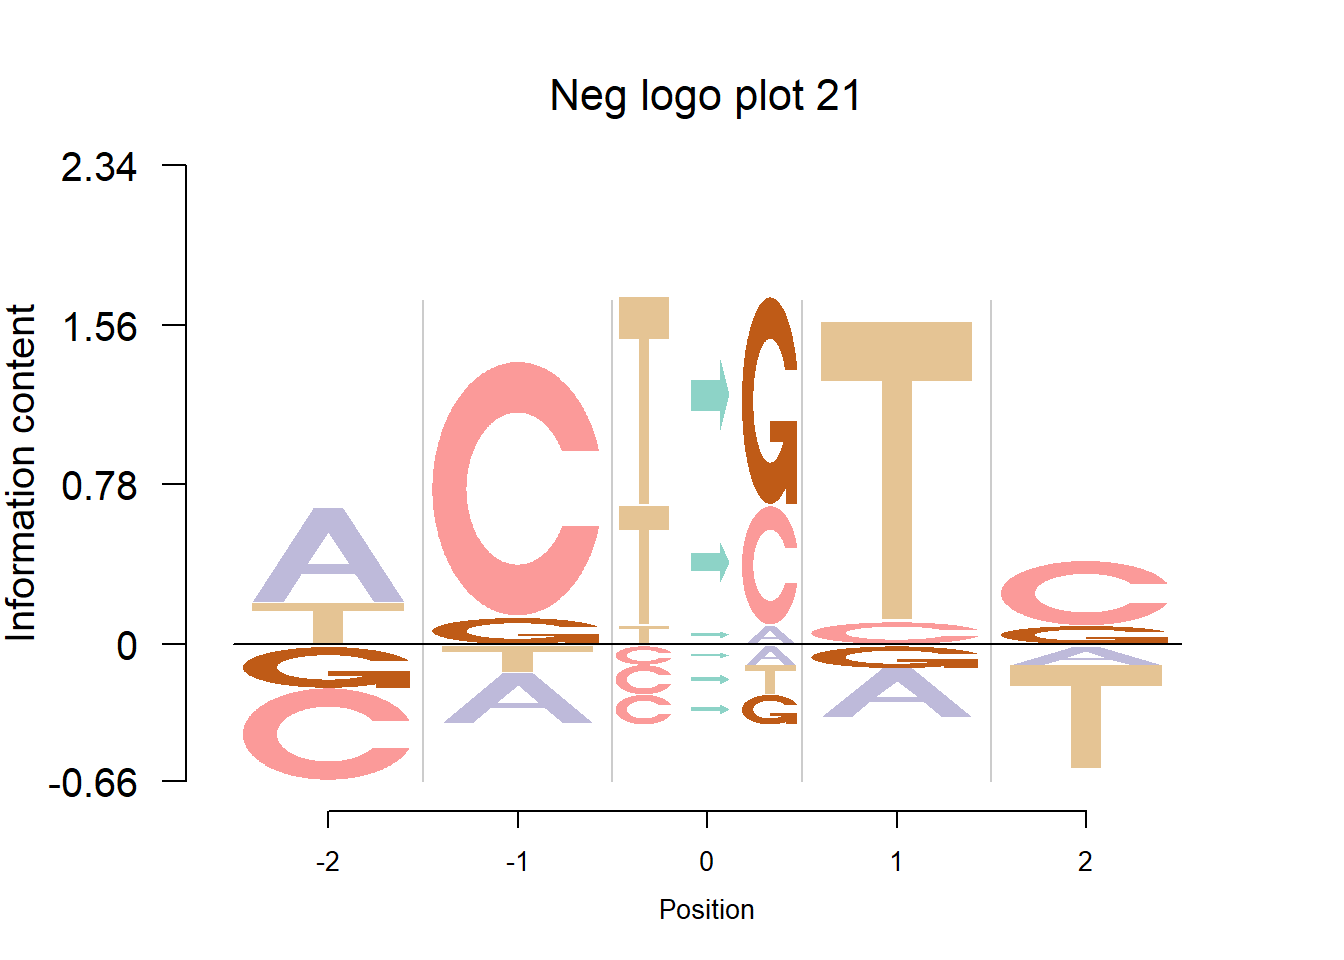 Neg logo plot 21
Information content
2.34
1.56
0.78
0
-0.66
A
T
G
C
C
G
T
A
T G
T C
T A
C A
C T
C G
T
C
G
A
C
G
A
T
-2 -1 0 1 2
Position